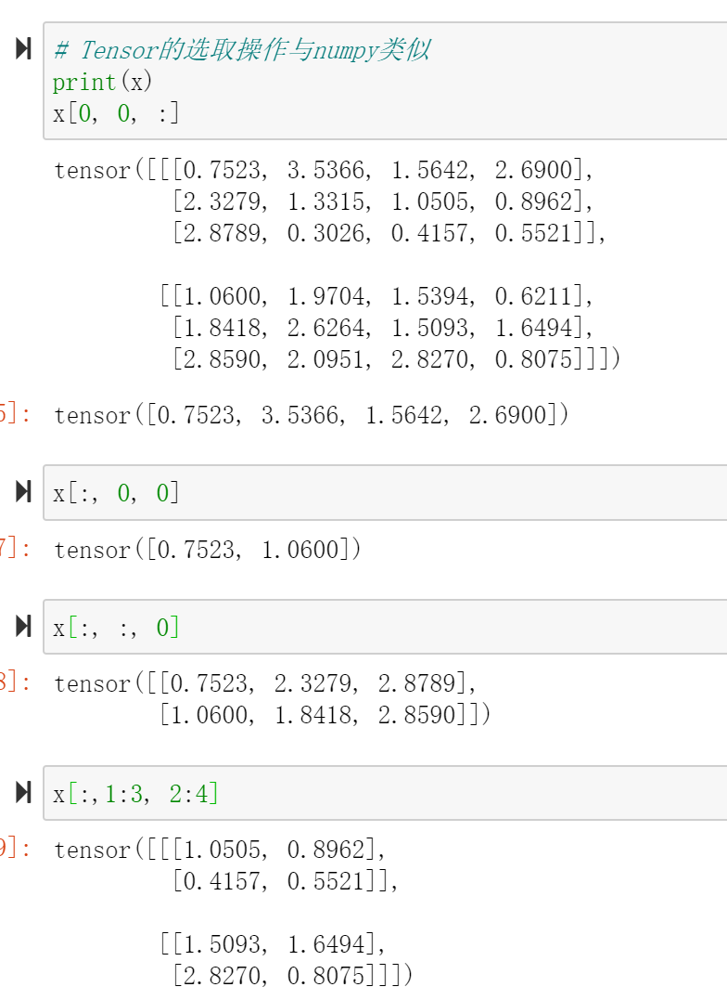 # Tensor的选取操作与numpy类似
print(x)
x[0, 0, :]
tensor([[[0.7523, 3.5366, 1.5642, 2.6900],
         [2.3279, 1.3315, 1.0505, 0.8962],
         [2.8789, 0.3026, 0.4157, 0.5521]],

        [[1.0600, 1.9704, 1.5394, 0.6211],
         [1.8418, 2.6264, 1.5093, 1.6494],
         [2.8590, 2.0951, 2.8270, 0.8075]]])
5]: tensor([0.7523, 3.5366, 1.5642, 2.6900])
x[:, 0, 0]
7]: tensor([0.7523, 1.0600])
x[:, :, 0]
8]: tensor([[0.7523, 2.3279, 2.8789],
        [1.0600, 1.8418, 2.8590]])
x[:,1:3, 2:4]
9]: tensor([[[1.0505, 0.8962],
         [0.4157, 0.5521]],

        [[1.5093, 1.6494],
         [2.8270, 0.8075]]])